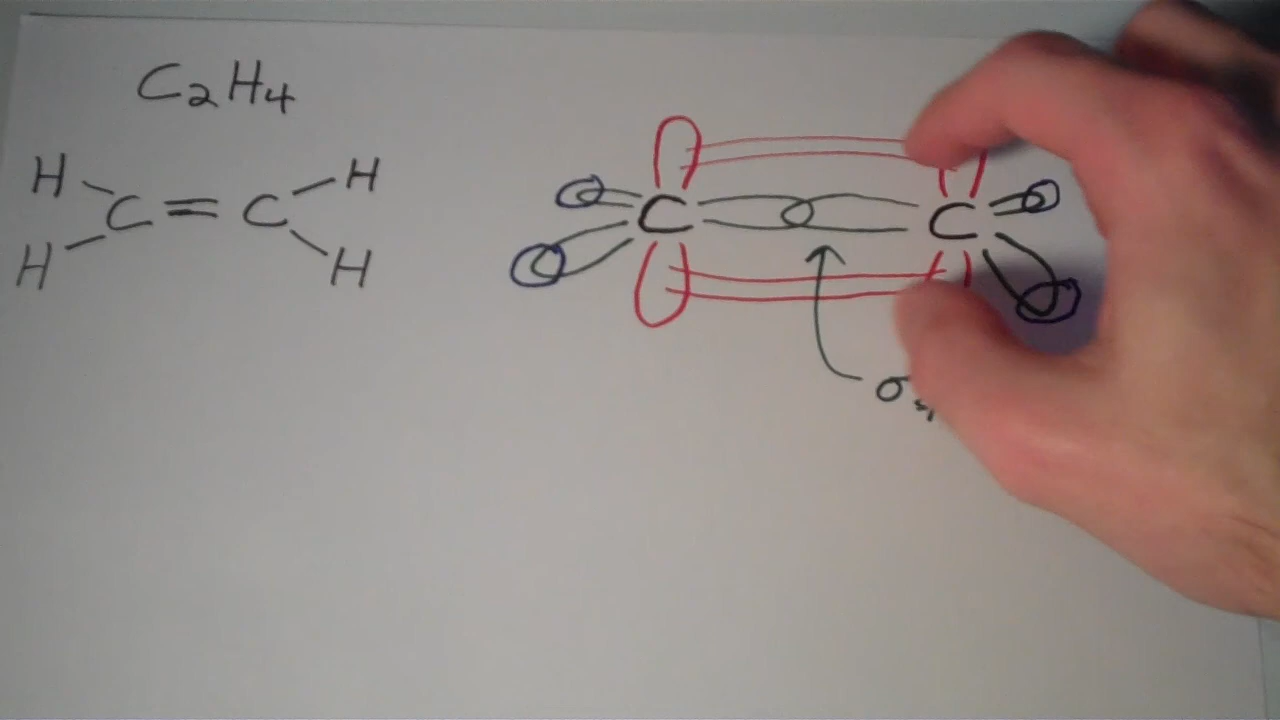 C₂H₄
H H
C = C
H H
C C
σ